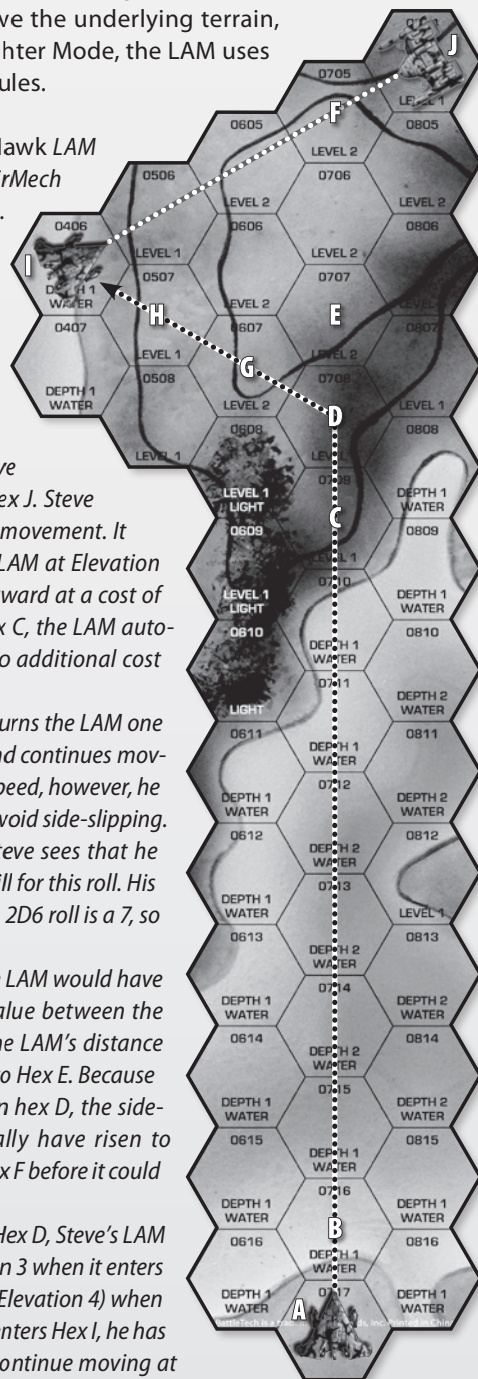 ve the underlying terrain,
hter Mode, the LAM uses
ules.
Hawk LAM
irMech
ve
ex J. Steve
movement. It
LAM at Elevation
ward at a cost of
x C, the LAM auto-
o additional cost
urns the LAM one
nd continues mov-
peed, however, he
void side-slipping.
teve sees that he
ill for this roll. His
2D6 roll is a 7, so
e LAM would have
alue between the
he LAM's distance
o Hex E. Because
n hex D, the side-
ally have risen to
x F before it could
Hex D, Steve's LAM
n 3 when it enters
Elevation 4) when
enters Hex I, he has
ontinue moving at
I
0406
WATER
0407
DEPTH 1
WATER
0506
LEVEL 1
0507
H
LEVEL 1
0508
LEVEL 1
0605
LEVEL 2
0606
LEVEL 2
0607
G
LEVEL 2
0608
LEVEL 1
LIGHT
0609
LEVEL 1
LIGHT
0610
LIGHT
0611
DEPTH 1
WATER
0612
DEPTH 1
WATER
0613
DEPTH 1
WATER
0614
DEPTH 1
WATER
0615
DEPTH 1
WATER
0616
DEPTH 1
WATER
0705
F
LEVEL 2
0706
LEVEL 2
0707
E
LEVEL 2
0708
D
0709
C
LEVEL 1
0710
DEPTH 1
WATER
0711
DEPTH 1
WATER
0712
DEPTH 2
WATER
0713
DEPTH 2
WATER
0714
DEPTH 2
WATER
0715
DEPTH 1
WATER
0716
B
DEPTH 1
WATER
0717
A
J
LEVEL 1
0805
0806
0807
LEVEL 1
0808
DEPTH 1
WATER
0809
DEPTH 1
WATER
0810
DEPTH 2
WATER
0811
DEPTH 2
WATER
0812
LEVEL 1
0813
DEPTH 2
WATER
0814
DEPTH 1
WATER
0815
DEPTH 1
WATER
0816
DEPTH 1
WATER
BattleTech is a Inc. Printed in China